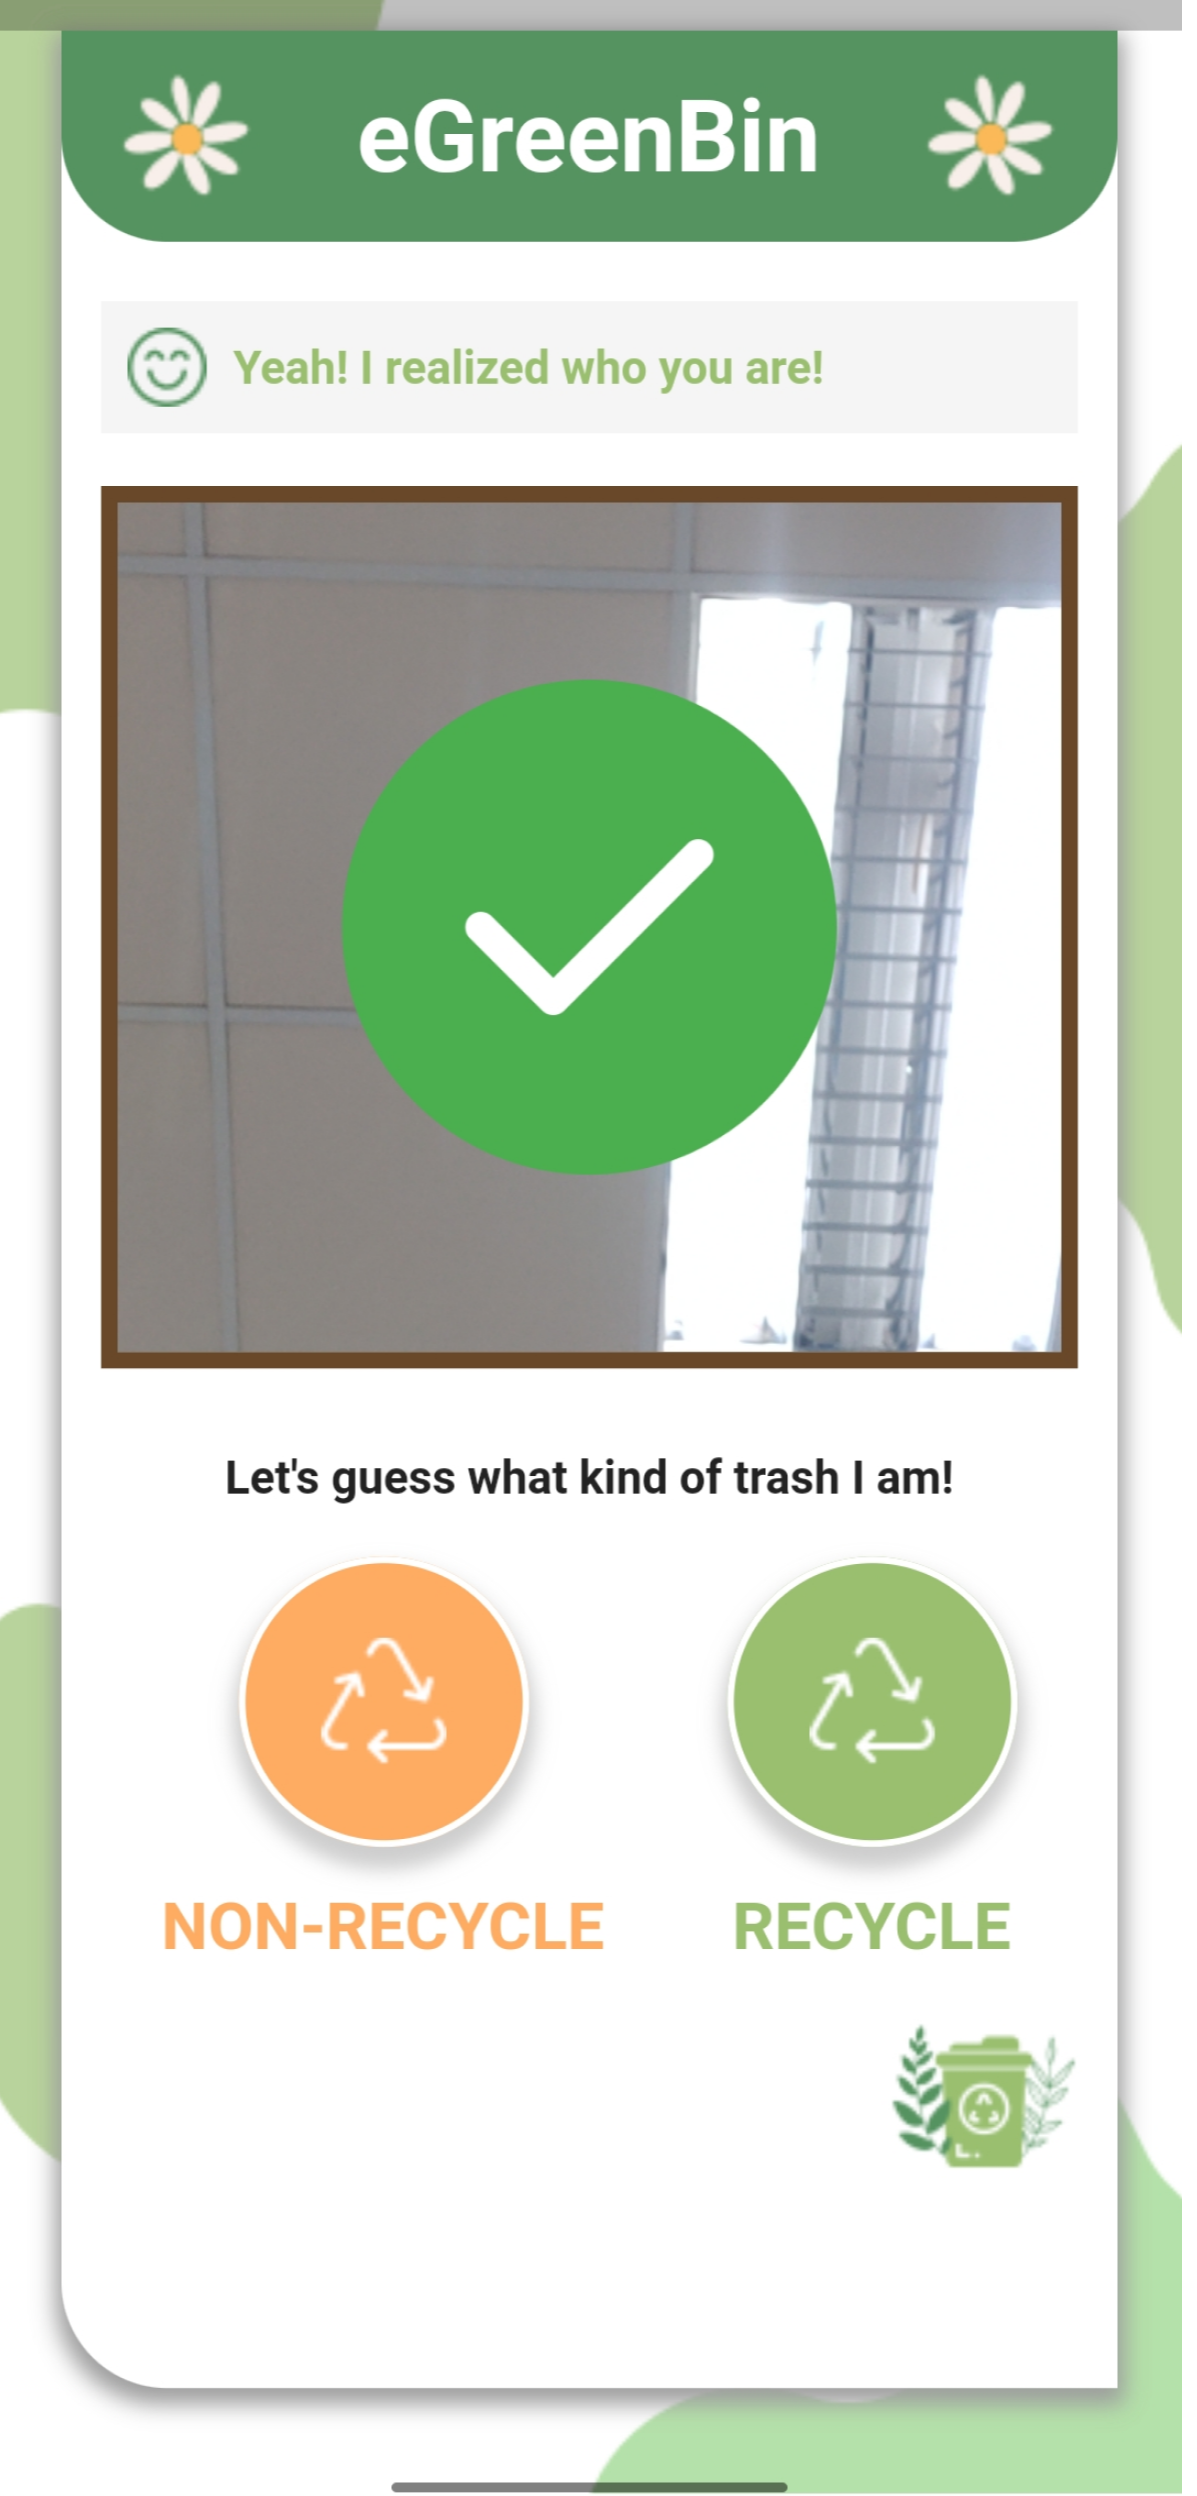 eGreenBin
Yeah! I realized who you are!
Let's guess what kind of trash I am!
NON-RECYCLE
RECYCLE